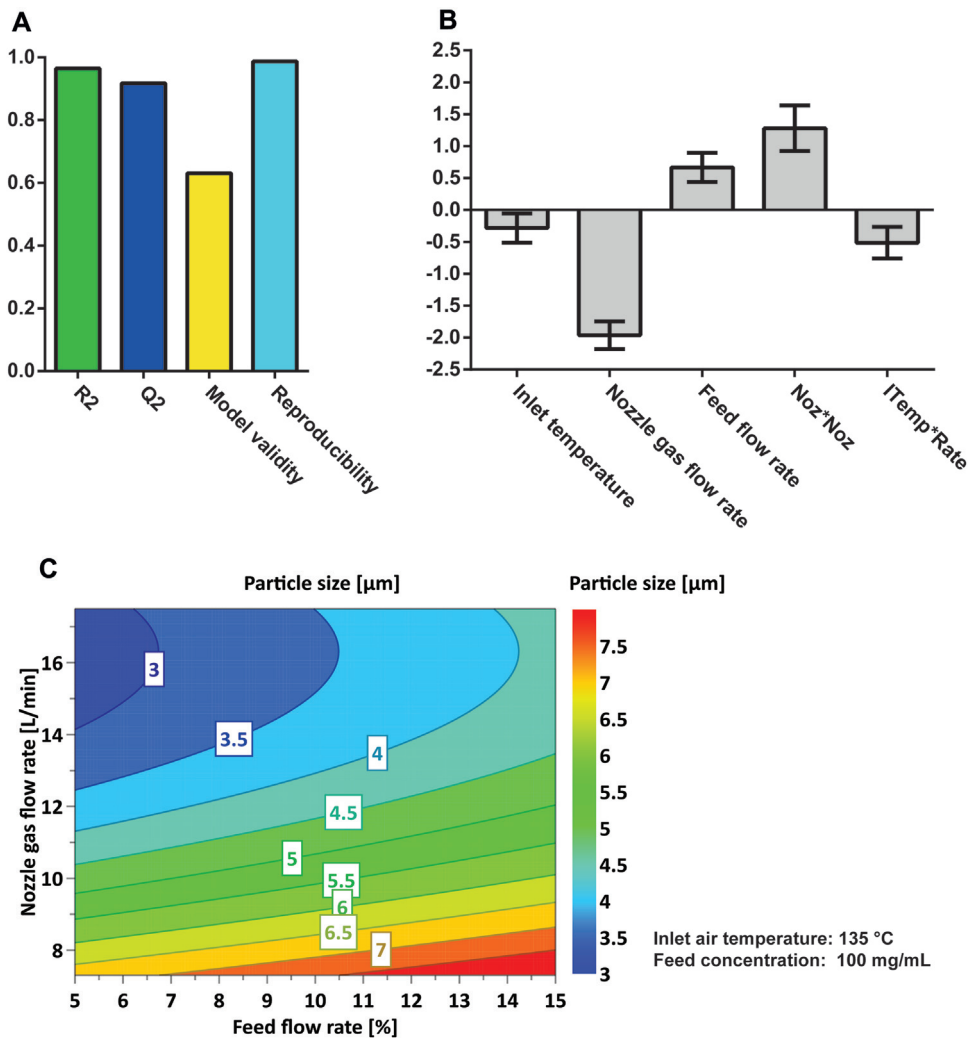 A
1.0
0.8
0.6
0.4
0.2
0.0
R2
Q2
Model validity
Reproducibility
B
2.5
2.0
1.5
1.0
0.5
0.0
-0.5
-1.0
-1.5
-2.0
-2.5
Inlet temperature
Nozzle gas flow rate
Feed flow rate
Noz*Noz
ITemp*Rate
C
Particle size [µm]
Nozzle gas flow rate [L/min]
16
14
12
10
8
3
3.5
4
4.5
5
5.5
6
6.5
7
5 6 7 8 9 10 11 12 13 14 15
Feed flow rate [%]
Particle size [µm]
7.5
7
6.5
6
5.5
5
4.5
4
3.5
3
Inlet air temperature: 135 °C
Feed concentration: 100 mg/mL